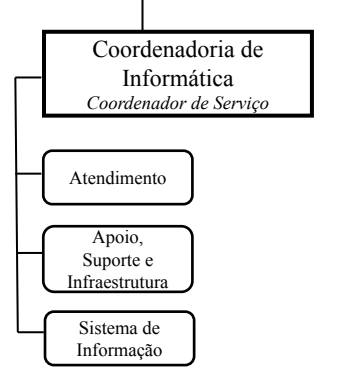 Coordenadoria de
Informática
Coordenador de Serviço
Atendimento
Apoio,
Suporte e
Infraestrutura
Sistema de
Informação